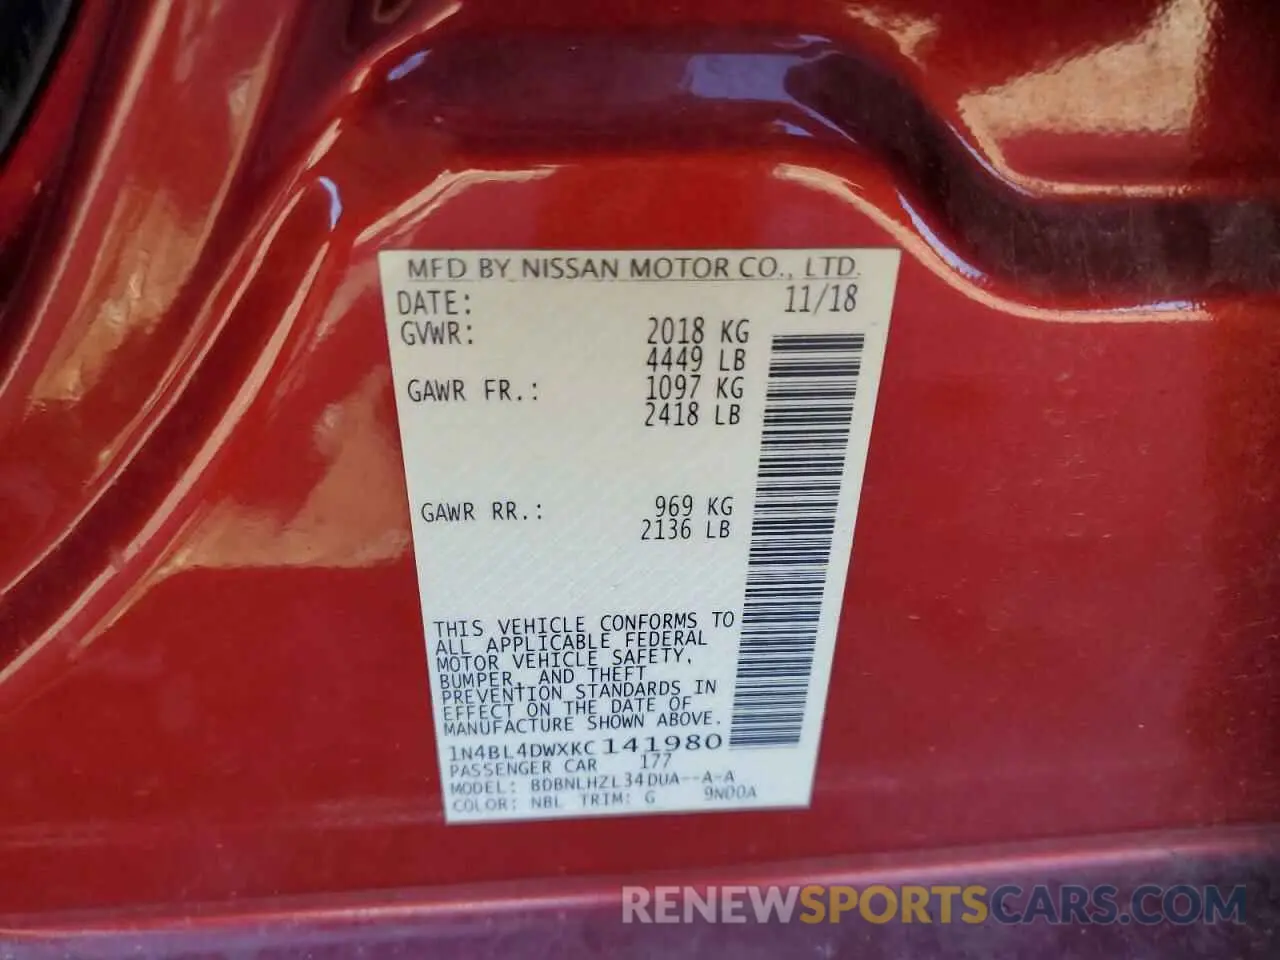 MFD BY NISSAN MOTOR CO., LTD.
DATE: 11/18
GVWR: 2018 KG
4449 LB
GAWR FR.: 1097 KG
2418 LB
GAWR RR.: 969 KG
2136 LB
THIS VEHICLE CONFORMS TO
ALL APPLICABLE FEDERAL
MOTOR VEHICLE SAFETY,
BUMPER, AND THEFT
PREVENTION STANDARDS IN
EFFECT ON THE DATE OF
MANUFACTURE SHOWN ABOVE.
1N4BL4DWXKC141980
PASSENGER CAR 177
MODEL: BDBNLHZL34DUA--A-A
COLOR: NBL TRIM: G 9N00A
RENEWSPORTSCARS.COM